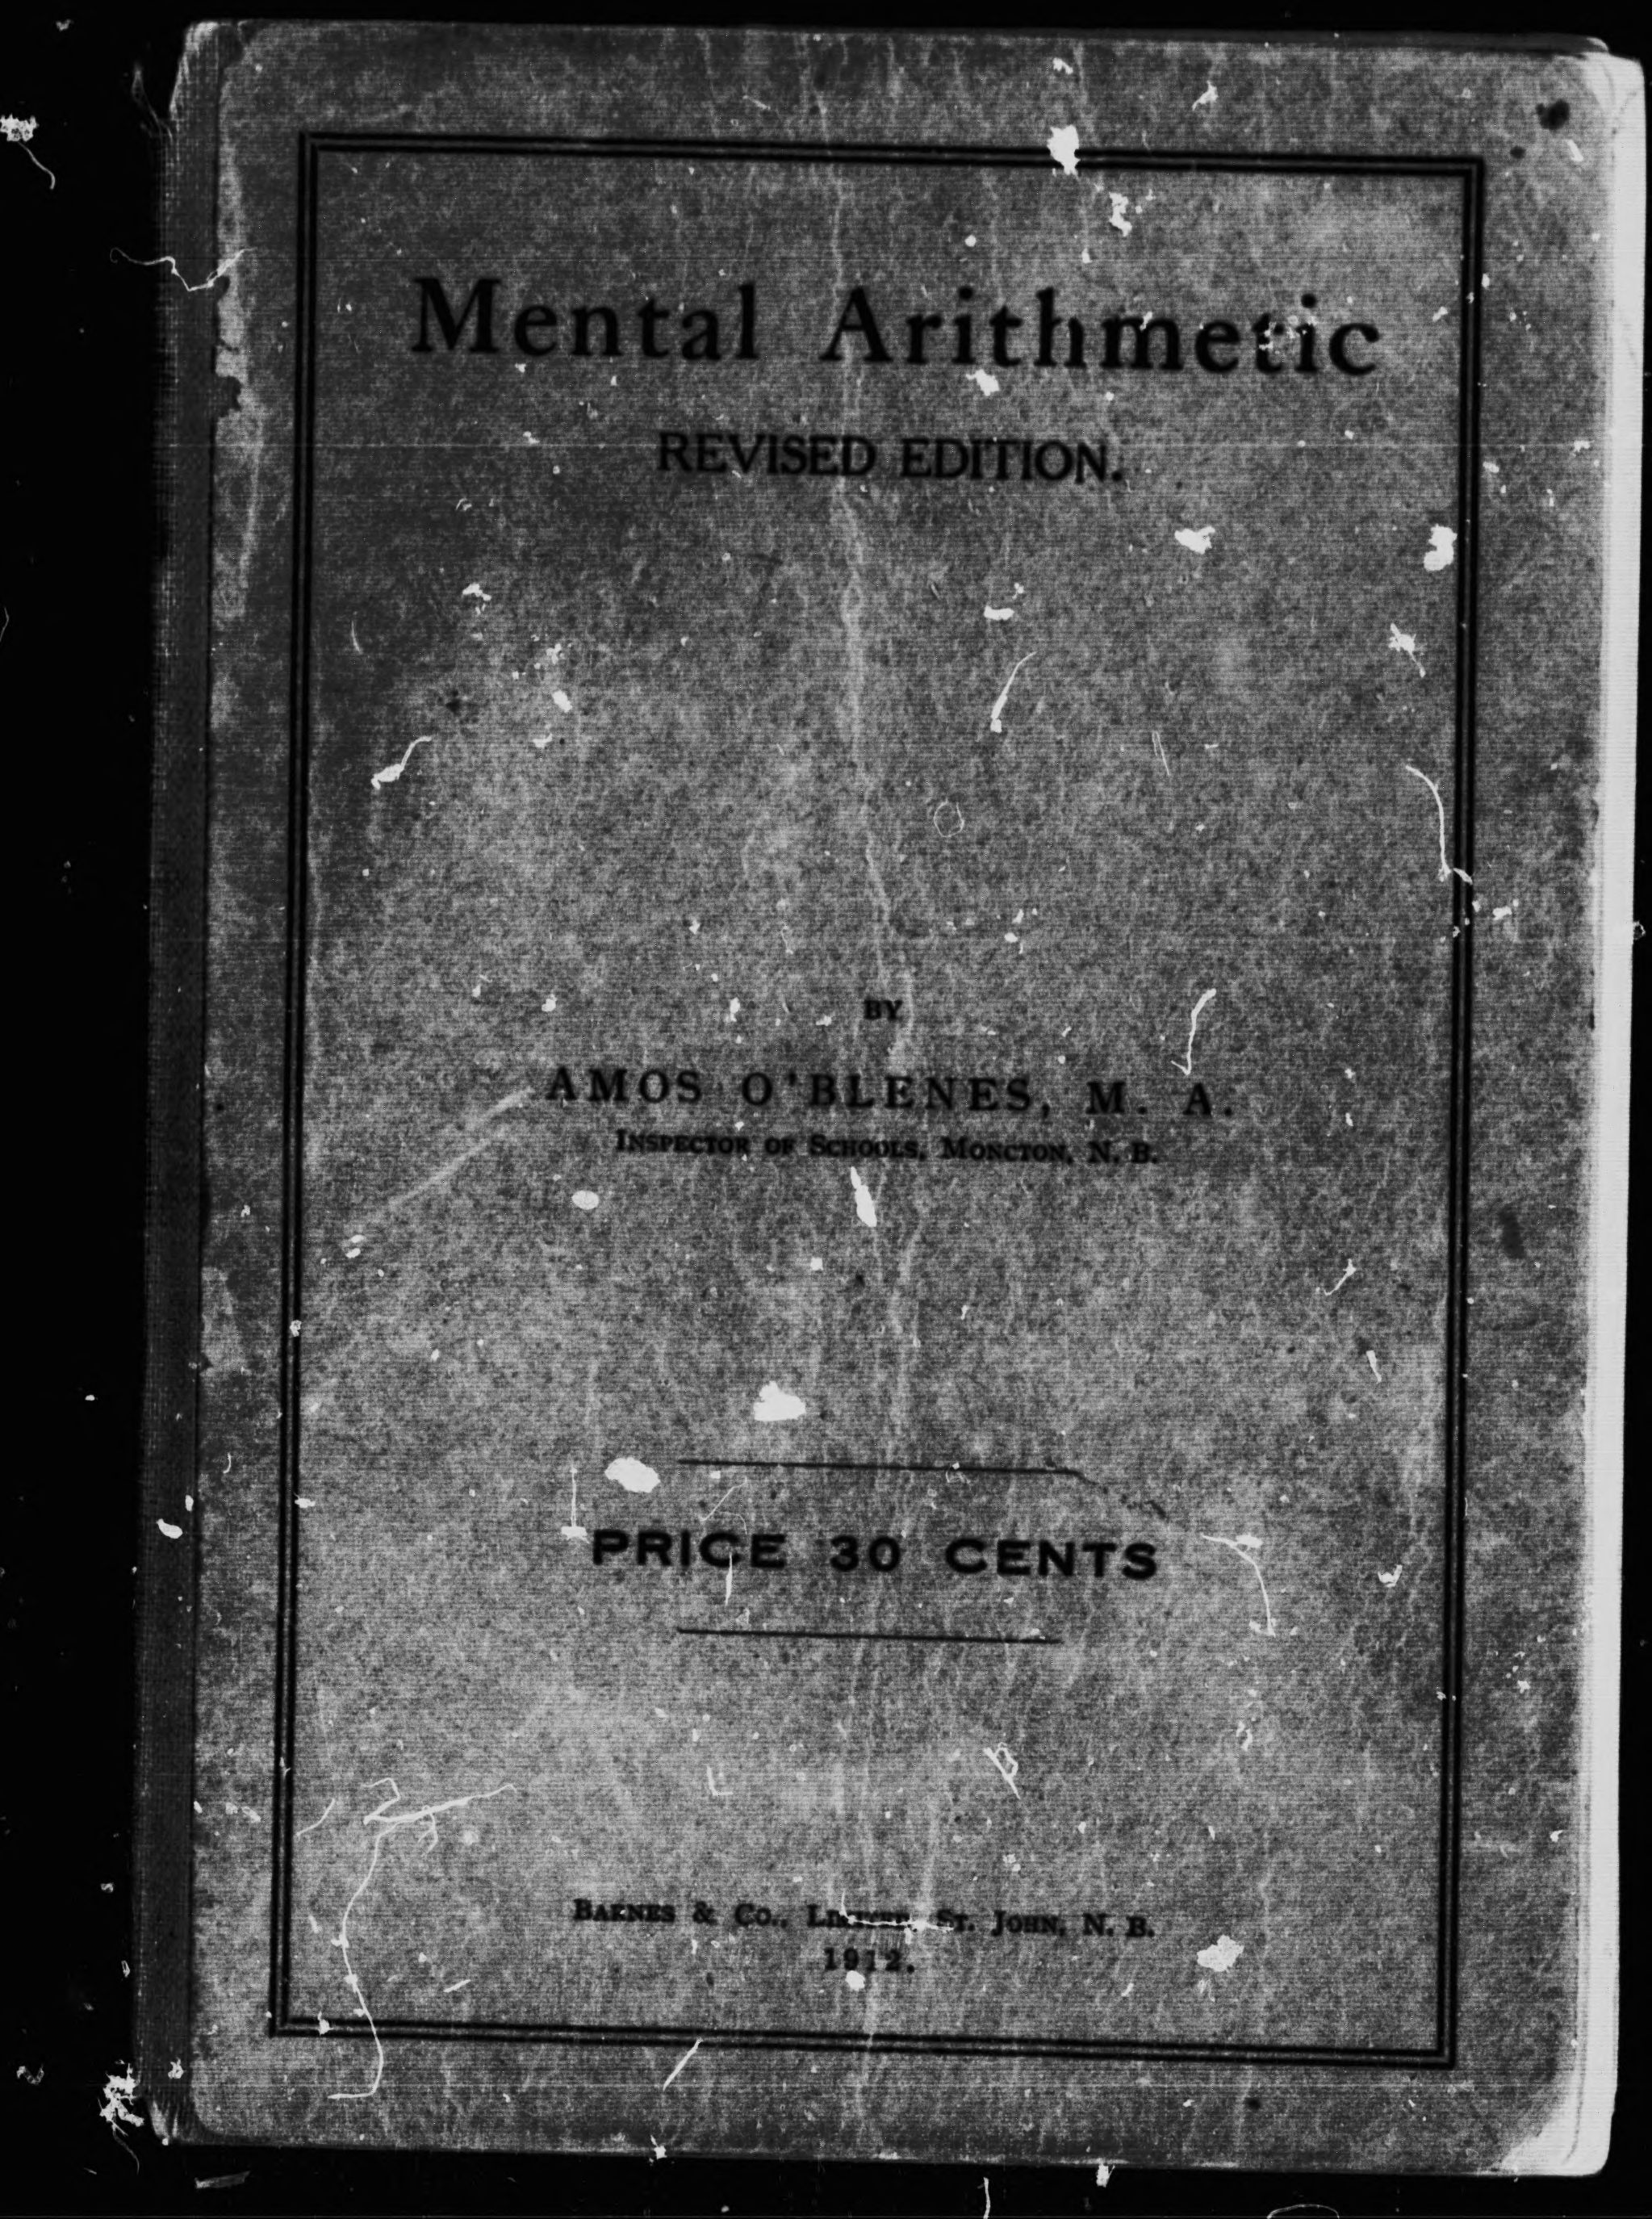 Mental Arithmetic
REVISED EDITION.
BY
AMOS O'BLENES, M. A.
INSPECTOR OF SCHOOLS, MONCTON, N. B.
PRICE 30 CENTS
BARNES & CO., LIMITED, ST. JOHN, N. B.
1912.